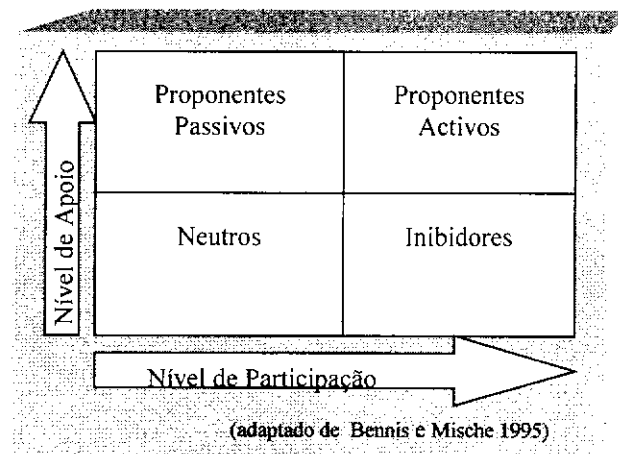 Proponentes
Passivos
Proponentes
Activos
Neutros
Inibidores
Nível de Apoio
Nível de Participação
(adaptado de Bennis e Mische 1995)